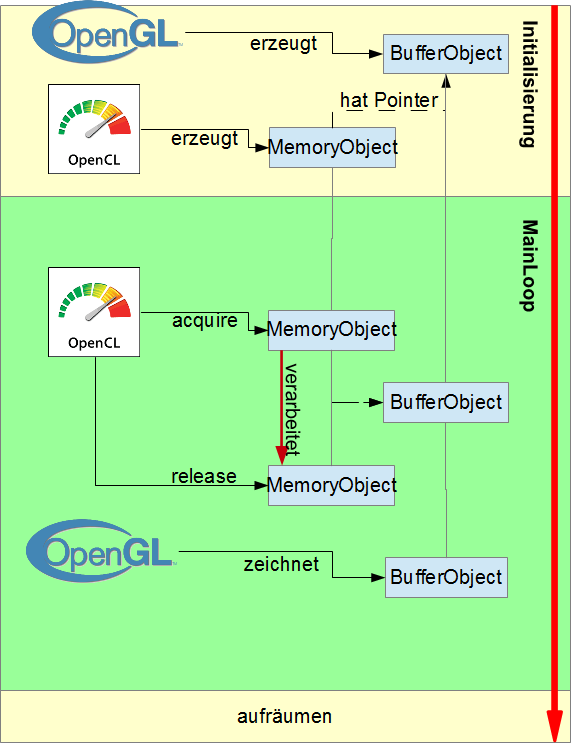 OpenGL
erzeugt
BufferObject
Initialisierung
hat Pointer
OpenCL
erzeugt
MemoryObject
MainLoop
OpenCL
acquire
MemoryObject
verarbeitet
BufferObject
release
MemoryObject
OpenGL
zeichnet
BufferObject
aufräumen